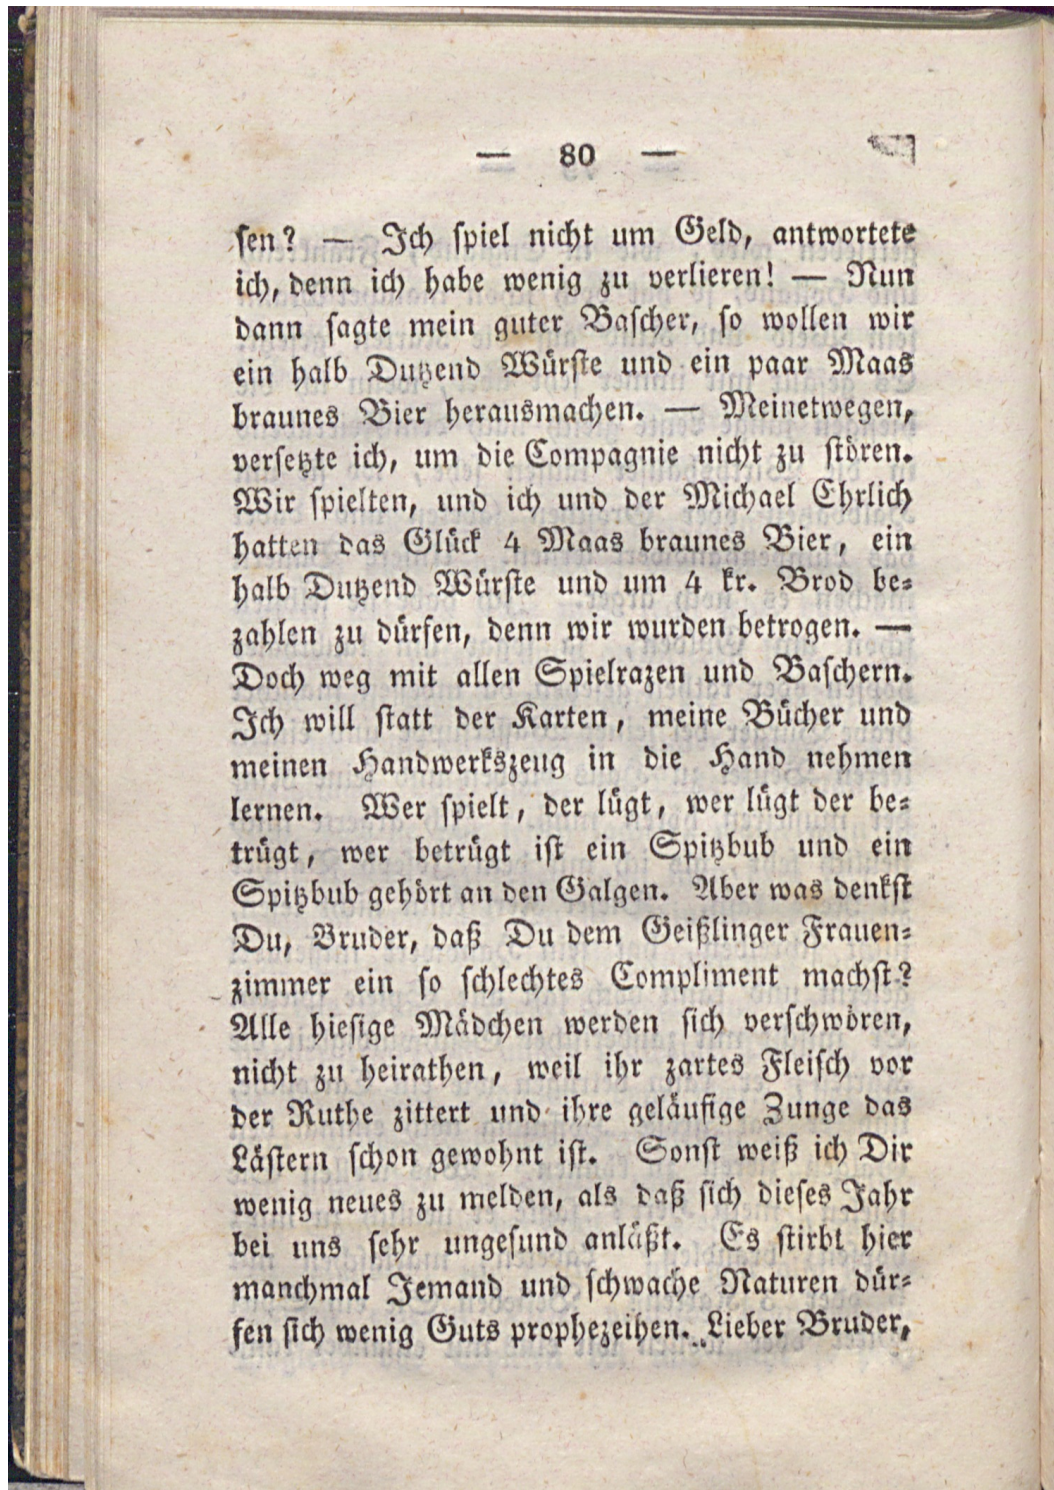 — 80 —
sen? — Ich spiel nicht um Geld, antwortete
ich, denn ich habe wenig zu verlieren! — Nun
dann sagte mein guter Bascher, so wollen wir
ein halb Dutzend Würste und ein paar Maas
braunes Bier herausmachen. — Meinetwegen,
versetzte ich, um die Compagnie nicht zu stören.
Wir spielten, und ich und der Michael Ehrlich
hatten das Glück 4 Maas braunes Bier, ein
halb Dutzend Würste und um 4 kr. Brod be-
zahlen zu dürfen, denn wir wurden betrogen. —
Doch weg mit allen Spielrazen und Baschern.
Ich will statt der Karten, meine Bücher und
meinen Handwerkszeug in die Hand nehmen
lernen. Wer spielt, der lügt, wer lügt der be-
trügt, wer betrügt ist ein Spitzbub und ein
Spitzbub gehört an den Galgen. Aber was denkst
Du, Bruder, daß Du dem Geißlinger Frauen-
zimmer ein so schlechtes Compliment machst?
Alle hiesige Mädchen werden sich verschwören,
nicht zu heirathen, weil ihr zartes Fleisch vor
der Ruthe zittert und ihre geläufige Zunge das
Lästern schon gewohnt ist. Sonst weiß ich Dir
wenig neues zu melden, als daß sich dieses Jahr
bei uns sehr ungesund anläßt. Es stirbt hier
manchmal Jemand und schwache Naturen dür-
fen sich wenig Guts prophezeihen. Lieber Bruder,